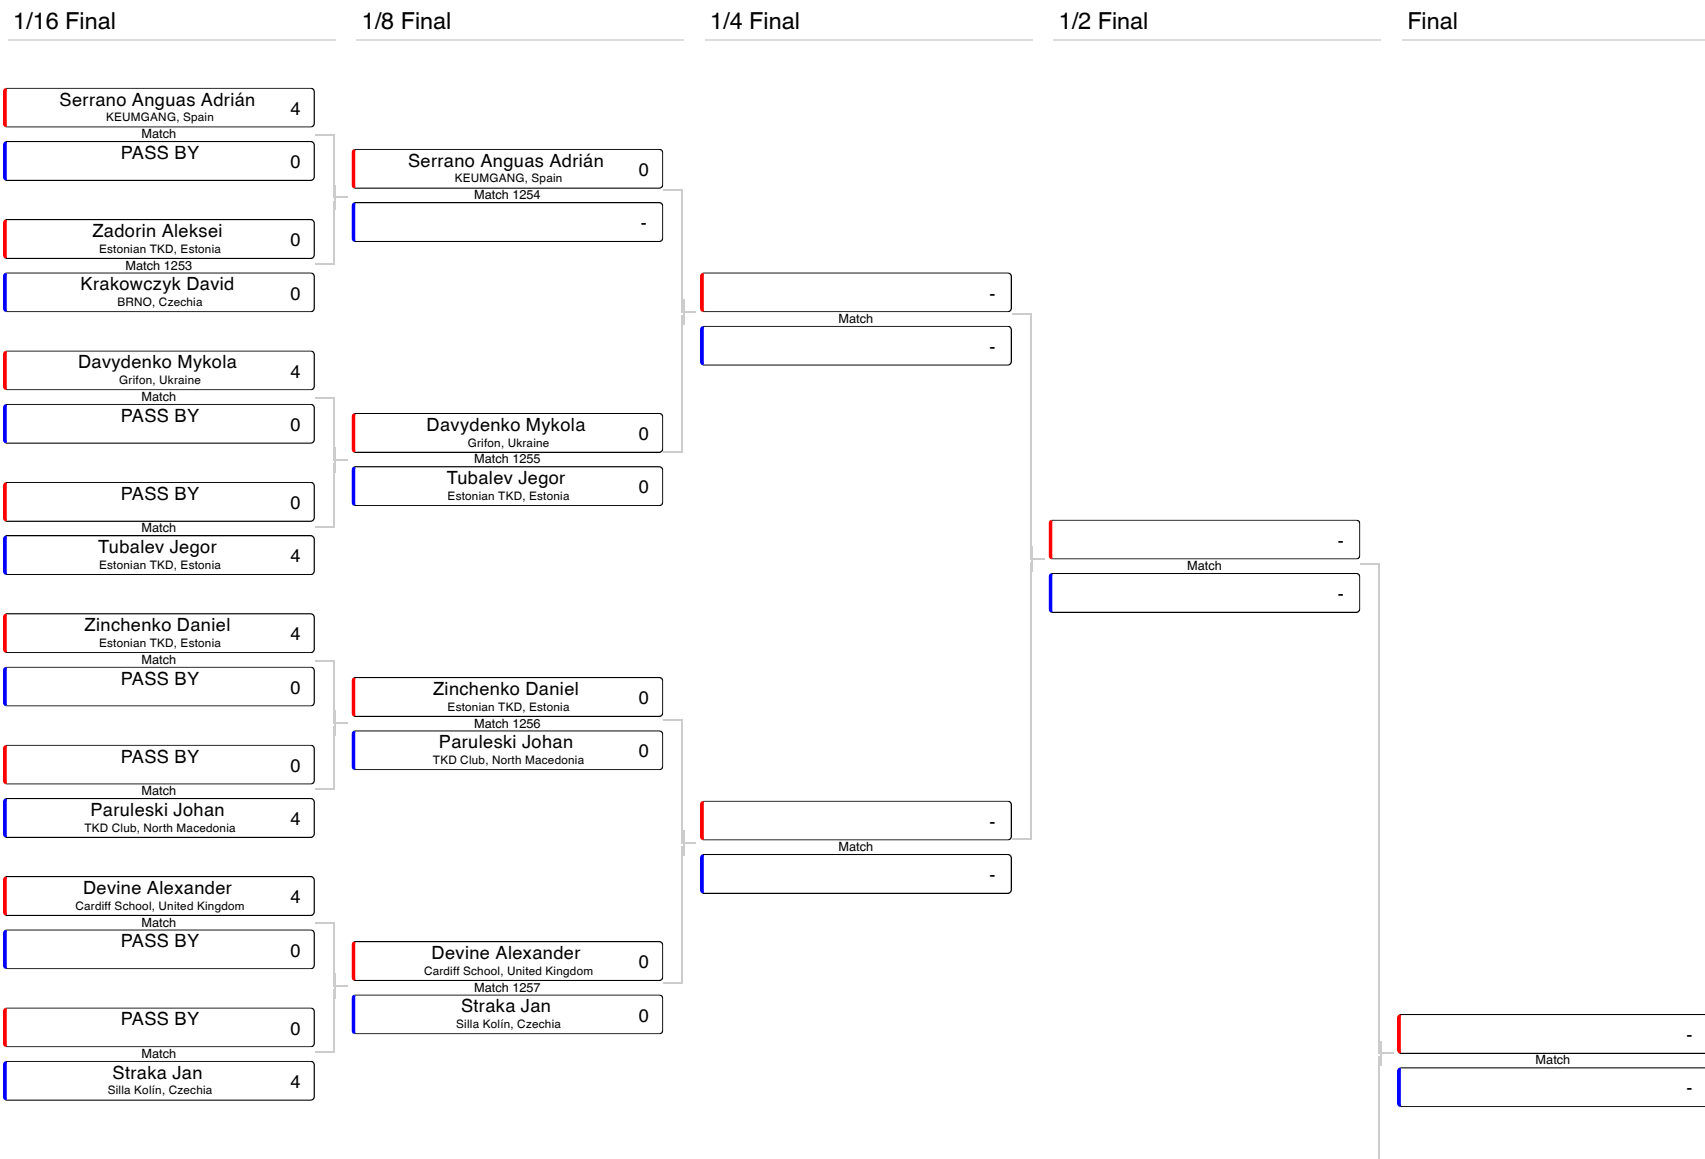 1/16 Final
1/8 Final
1/4 Final
1/2 Final
Final
Serrano Anguas Adrián 4
KEUMGANG, Spain
Match
PASS BY 0
Zadorin Aleksei 0
Estonian TKD, Estonia
Match 1253
Krakowczyk David 0
BRNO, Czechia
Davydenko Mykola 4
Grifon, Ukraine
Match
PASS BY 0
PASS BY 0
Match
Tubalev Jegor 4
Estonian TKD, Estonia
Zinchenko Daniel 4
Estonian TKD, Estonia
Match
PASS BY 0
PASS BY 0
Match
Paruleski Johan 4
TKD Club, North Macedonia
Devine Alexander 4
Cardiff School, United Kingdom
Match
PASS BY 0
PASS BY 0
Match
Straka Jan 4
Silla Kolín, Czechia
Serrano Anguas Adrián 0
KEUMGANG, Spain
Match 1254
-
Davydenko Mykola 0
Grifon, Ukraine
Match 1255
Tubalev Jegor 0
Estonian TKD, Estonia
Zinchenko Daniel 0
Estonian TKD, Estonia
Match 1256
Paruleski Johan 0
TKD Club, North Macedonia
Devine Alexander 0
Cardiff School, United Kingdom
Match 1257
Straka Jan 0
Silla Kolín, Czechia
-
Match
-
-
Match
-
-
Match
-
-
Match
-